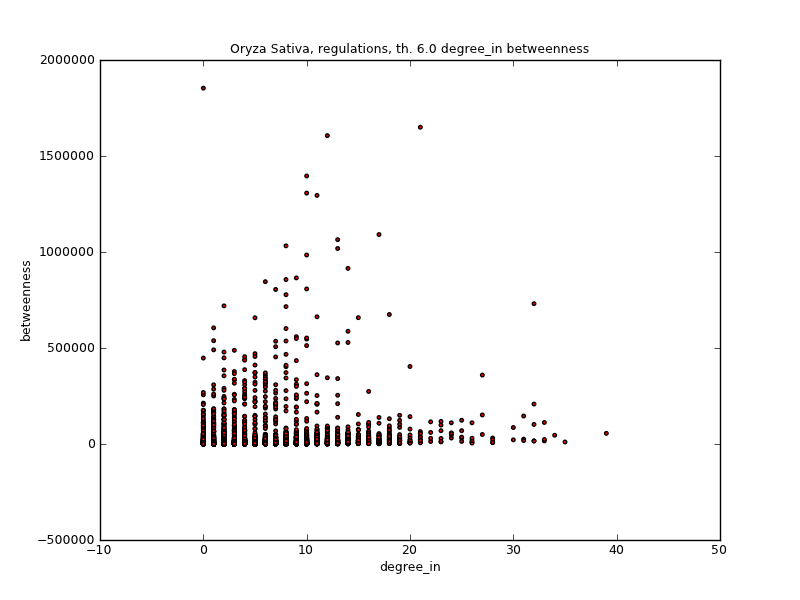 Oryza Sativa, regulations, th. 6.0 degree_in betweenness
2000000
1500000
1000000
500000
0
−500000
−10 0 10 20 30 40 50
degree_in
betweenness